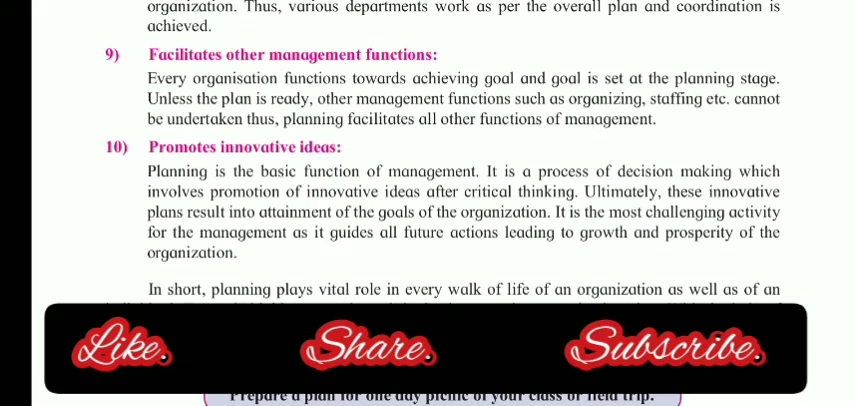 organization. Thus, various departments work as per the overall plan and coordination is
achieved.
9) Facilitates other management functions:
Every organisation functions towards achieving goal and goal is set at the planning stage.
Unless the plan is ready, other management functions such as organizing, staffing etc. cannot
be undertaken thus, planning facilitates all other functions of management.
10) Promotes innovative ideas:
Planning is the basic function of management. It is a process of decision making which
involves promotion of innovative ideas after critical thinking. Ultimately, these innovative
plans result into attainment of the goals of the organization. It is the most challenging activity
for the management as it guides all future actions leading to growth and prosperity of the
organization.
In short, planning plays vital role in every walk of life of an organization as well as of an
Like. Share. Subscribe.
Prepare a plan for one day picnic of your class or field trip.